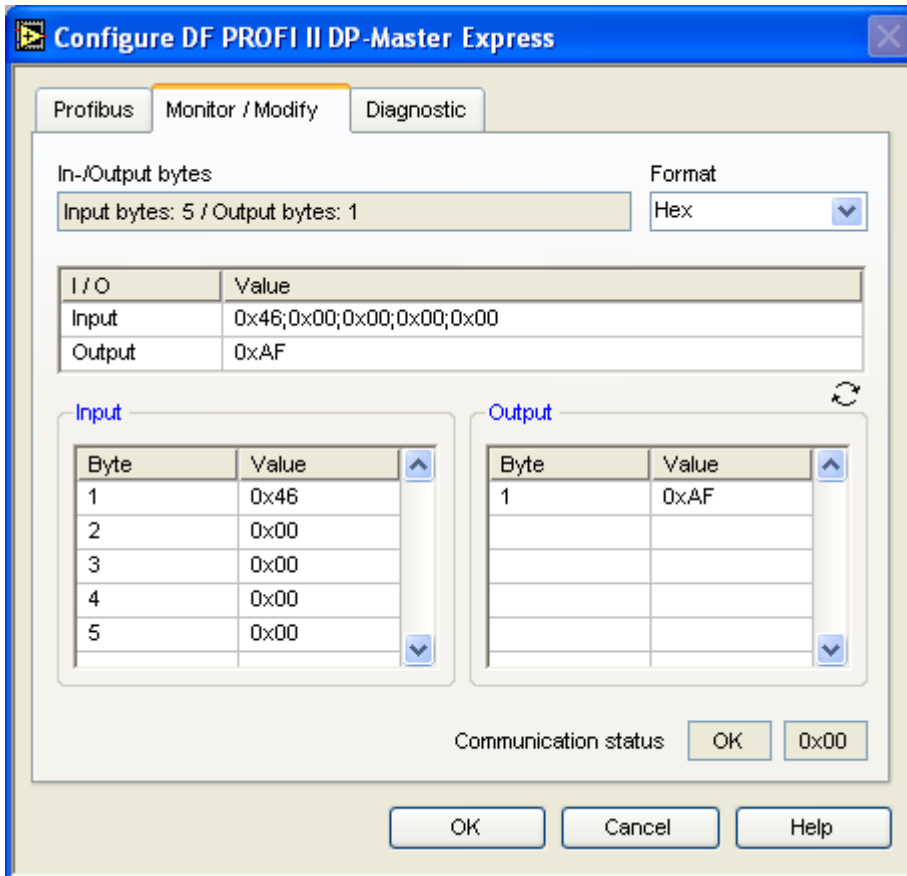 Configure DF PROFI II DP-Master Express
Profibus Monitor / Modify Diagnostic
In-/Output bytes Format
Input bytes: 5 / Output bytes: 1 Hex
I / O Value
Input 0x46;0x00;0x00;0x00;0x00
Output 0xAF
Input
Byte Value
1 0x46
2 0x00
3 0x00
4 0x00
5 0x00
Output
Byte Value
1 0xAF
Communication status OK 0x00
OK Cancel Help